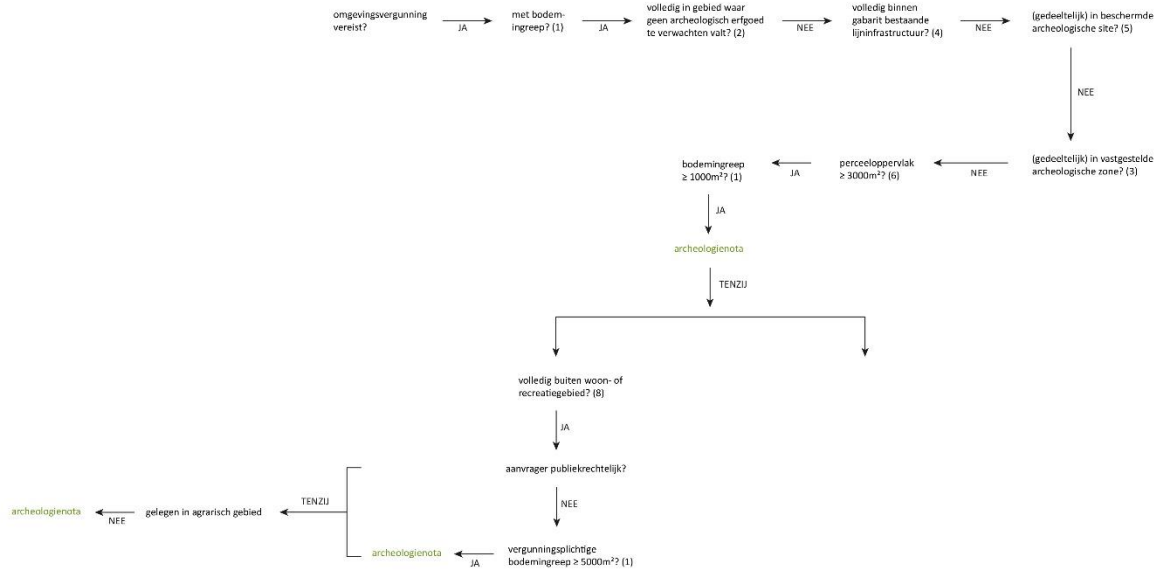 omgevingsvergunning
vereist?
JA
met bodem-
ingreep? (1)
JA
volledig in gebied waar
geen archeologisch erfgoed
te verwachten valt? (2)
NEE
volledig binnen
gabarit bestaande
lijninfrastructuur? (4)
NEE
(gedeeltelijk) in beschermde
archeologische site? (5)
NEE
(gedeeltelijk) in vastgestelde
archeologische zone? (3)
NEE
perceeloppervlak
≥ 3000m²? (6)
JA
bodemingreep
≥ 1000m²? (1)
JA
archeologienota
TENZIJ
volledig buiten woon- of
recreatiegebied? (8)
JA
aanvrager publiekrechtelijk?
NEE
vergunningsplichtige
bodemingreep ≥ 5000m²? (1)
JA
archeologienota
TENZIJ
gelegen in agrarisch gebied
NEE
archeologienota